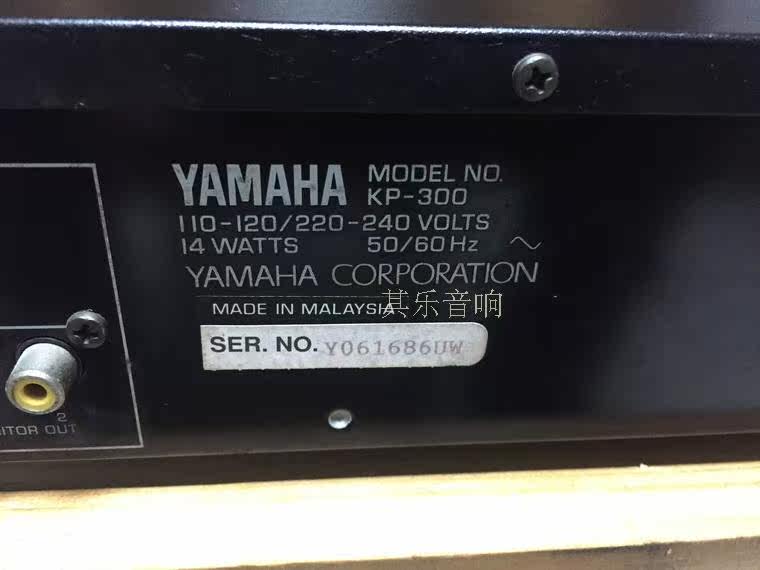 YAMAHA MODEL NO.
KP-300
110-120/220-240 VOLTS
14 WATTS 50/60Hz ~
YAMAHA CORPORATION
MADE IN MALAYSIA
其乐音响
SER. NO. Y061686UW
2
ITOR OUT